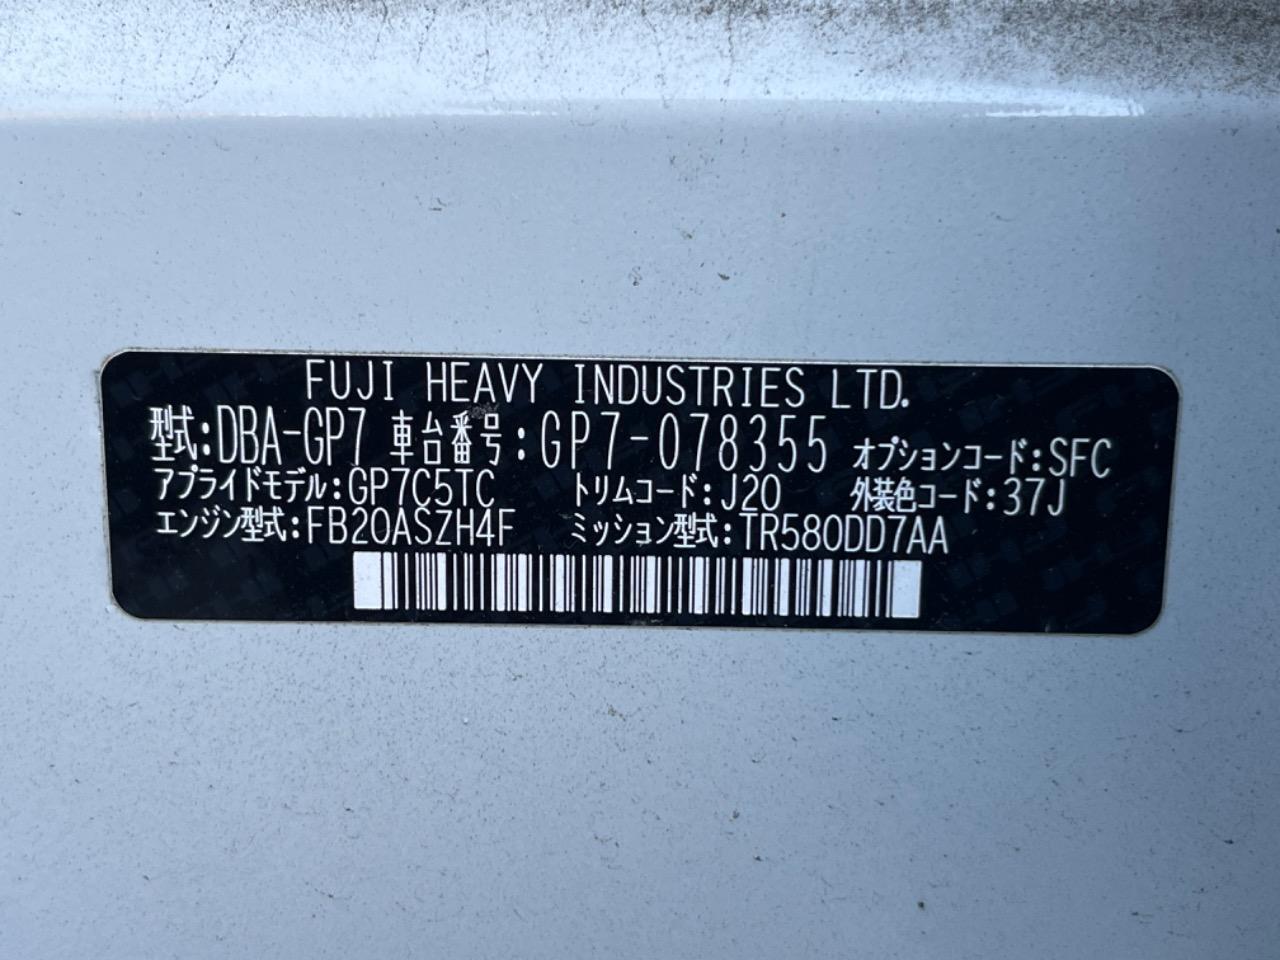 FUJI HEAVY INDUSTRIES LTD.
型式:DBA-GP7 車台番号:GP7-078355 オプションコード:SFC
アプライドモデル:GP7C5TC トリムコード:J20 外装色コード:37J
エンジン型式:FB20ASZH4F ミッション型式:TR580DD7AA